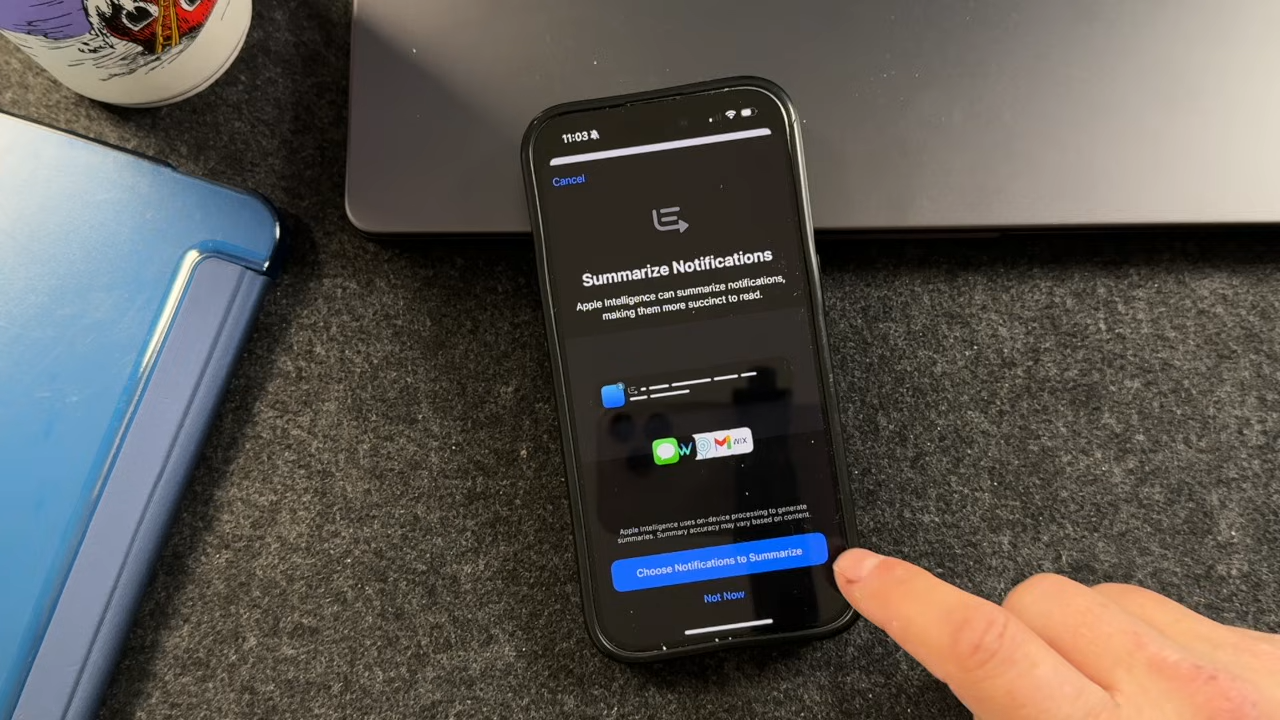 11:03
Cancel
Summarize Notifications
Apple Intelligence can summarize notifications,
making them more succinct to read.
3
W
WIX
Apple Intelligence uses on-device processing to generate
summaries. Summary accuracy may vary based on content.
Choose Notifications to Summarize
Not Now